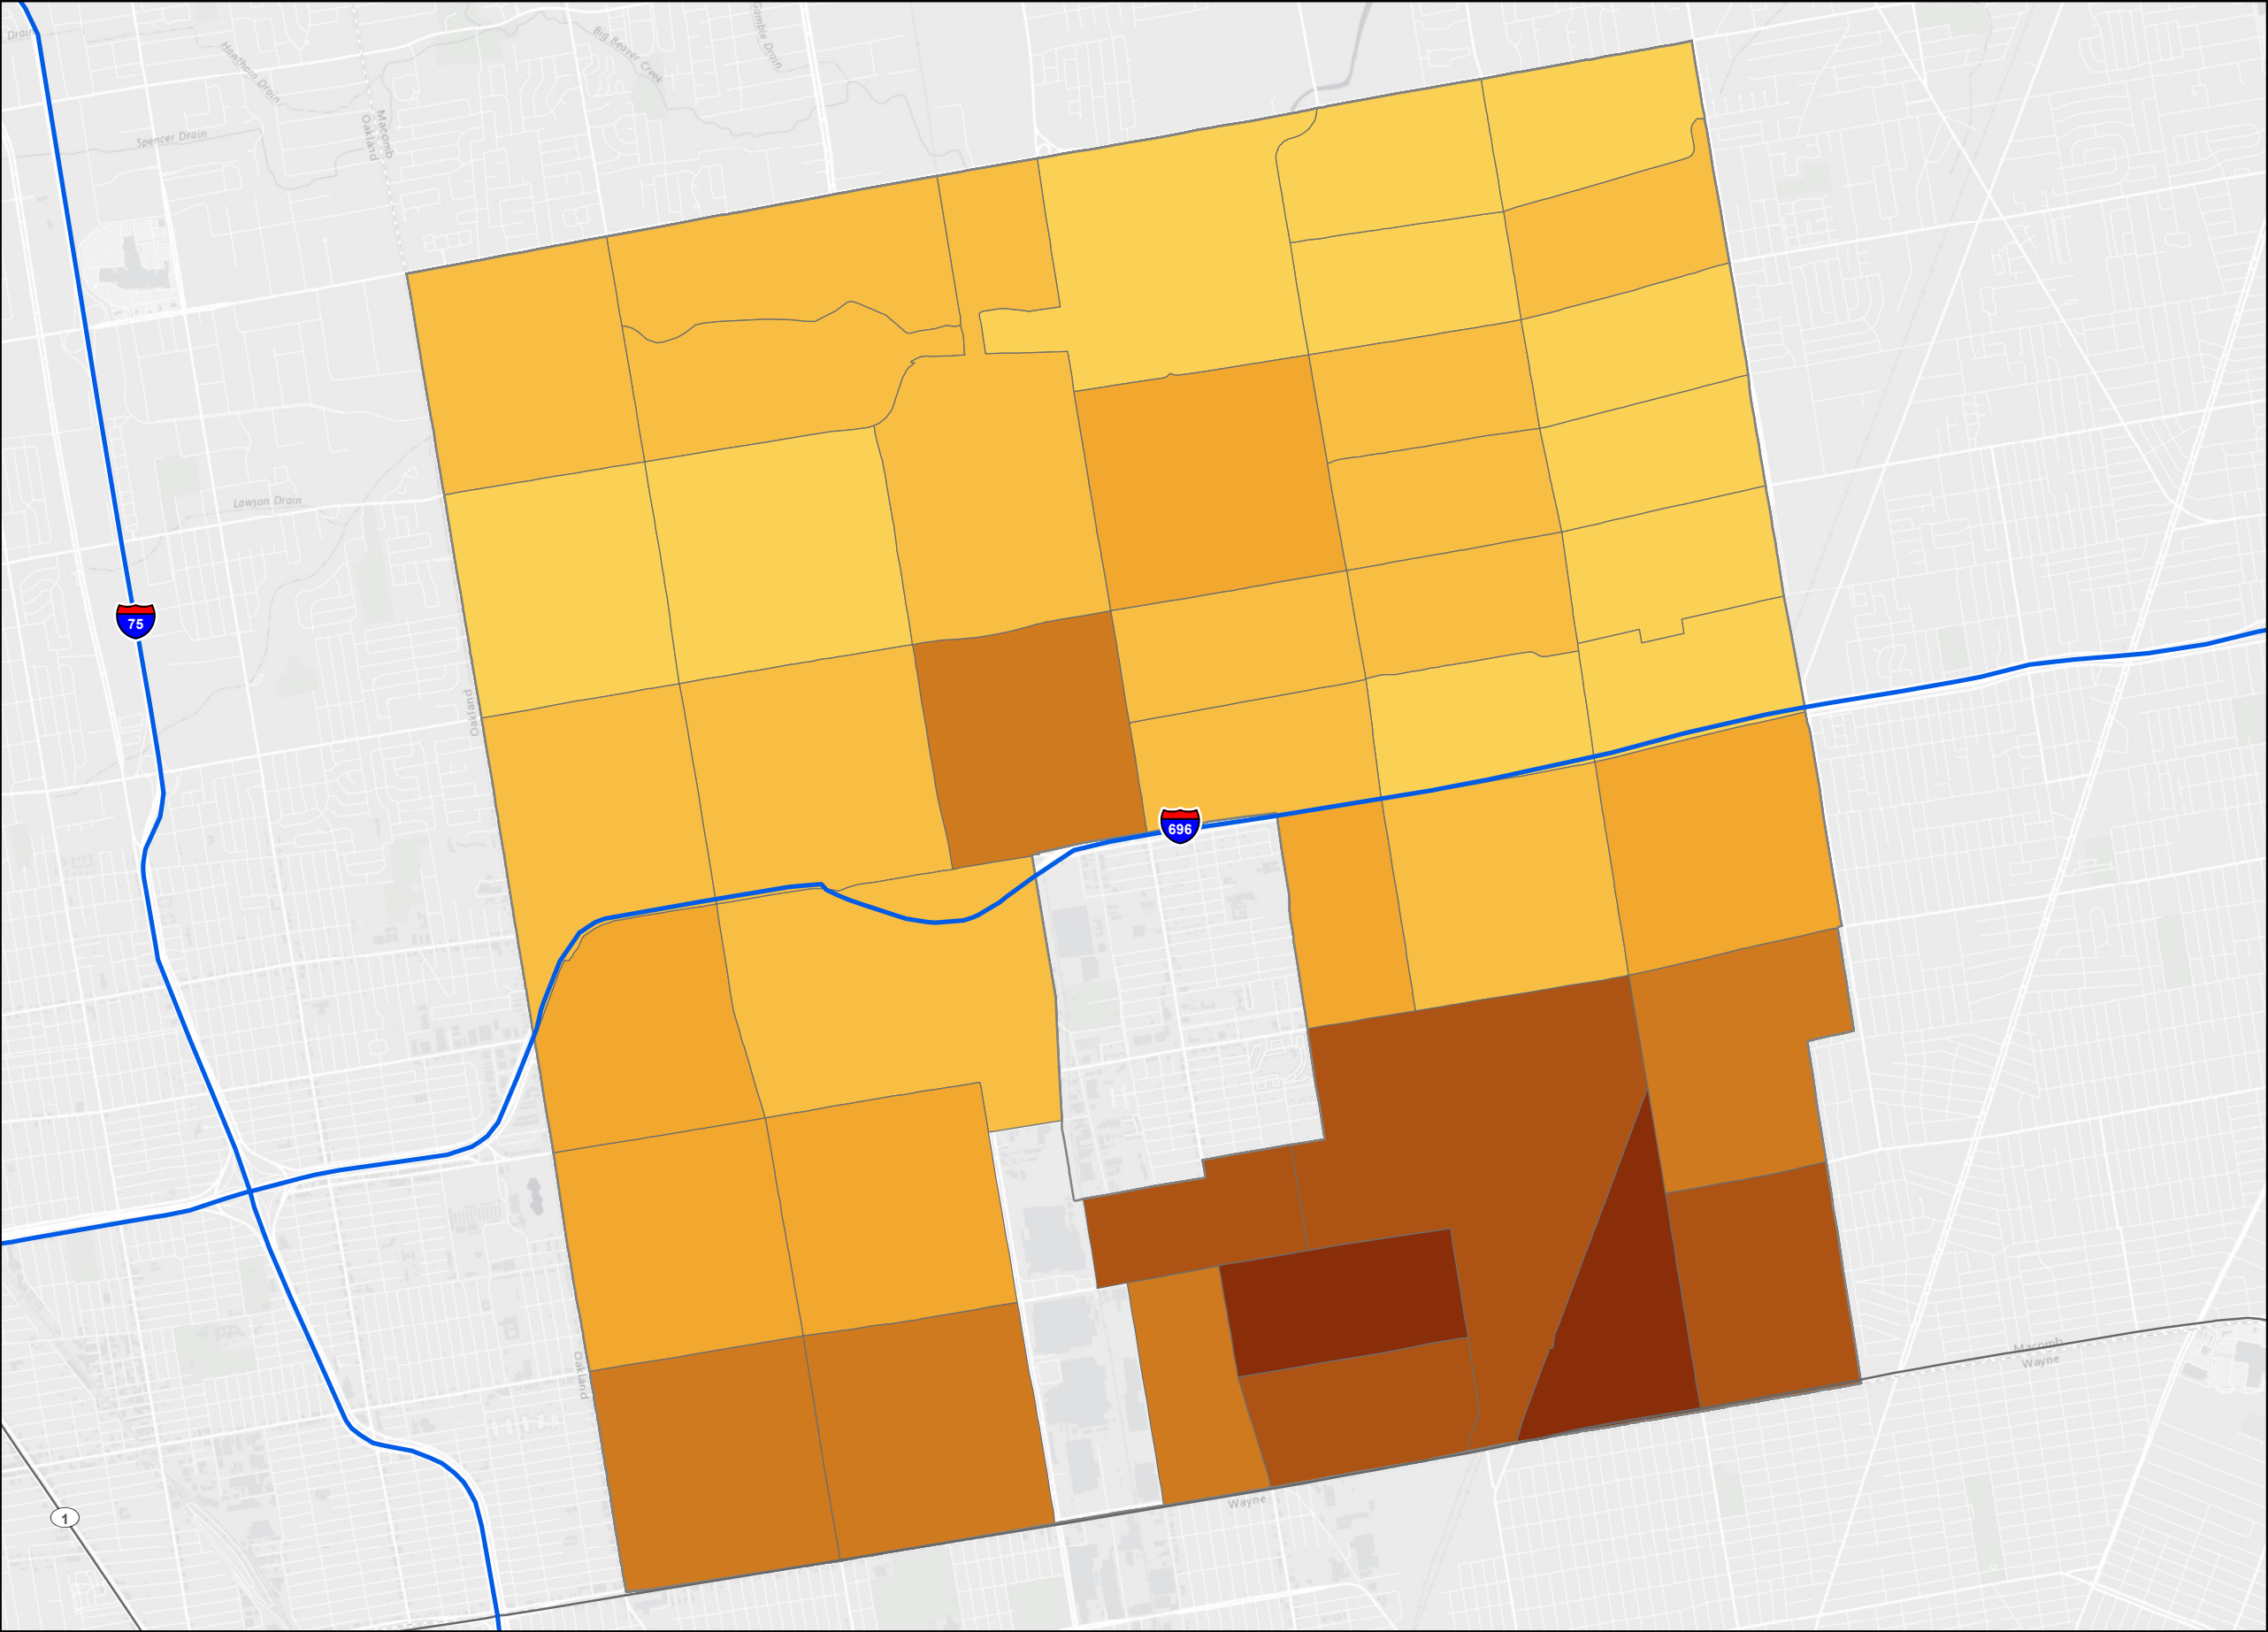 Drain
Hawthorn Drain
Big Beaver Creek
Gamble Drain
Spencer Drain
Macomb
Oakland
Lawson Drain
75
Oakland
696
Oakland
Macomb
Wayne
Wayne
1